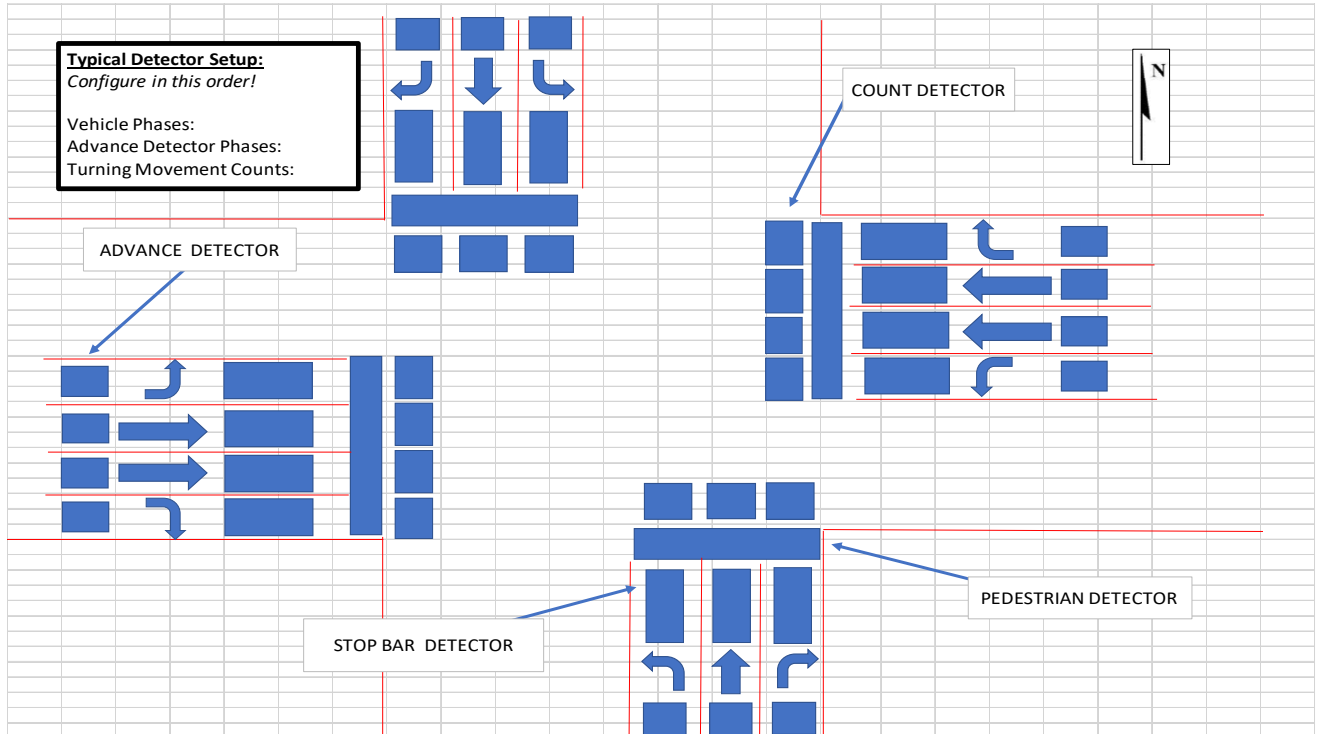 Typical Detector Setup:
Configure in this order!
Vehicle Phases:
Advance Detector Phases:
Turning Movement Counts:
COUNT DETECTOR
N
ADVANCE DETECTOR
PEDESTRIAN DETECTOR
STOP BAR DETECTOR